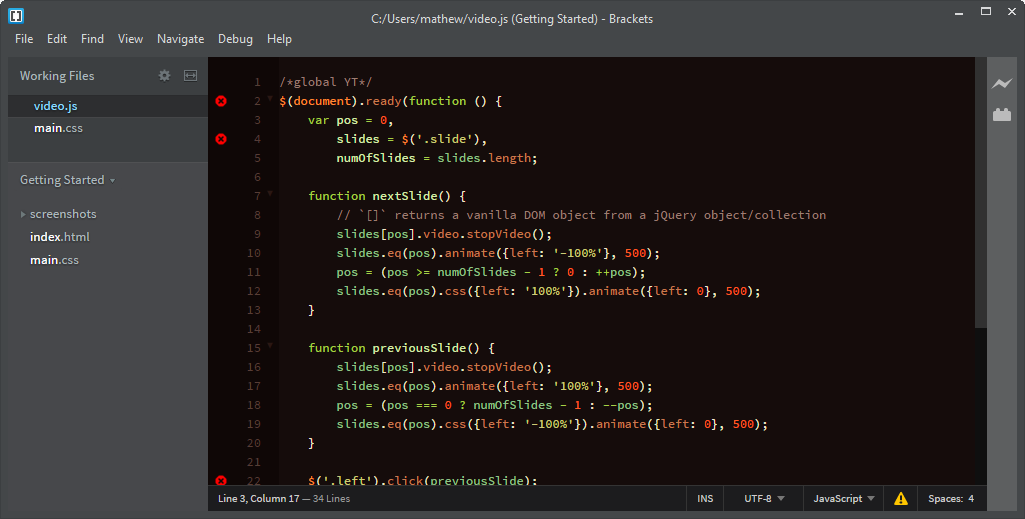 C:/Users/mathew/video.js (Getting Started) - Brackets
File Edit Find View Navigate Debug Help
Working Files
video.js
main.css
Getting Started
screenshots
index.html
main.css
1 /*global YT*/
2 $(document).ready(function () {
3 var pos = 0,
4 slides = $('.slide'),
5 numOfSlides = slides.length;
6
7 function nextSlide() {
8 // `[]` returns a vanilla DOM object from a jQuery object/collection
9 slides[pos].video.stopVideo();
10 slides.eq(pos).animate({left: '-100%'}, 500);
11 pos = (pos >= numOfSlides - 1 ? 0 : ++pos);
12 slides.eq(pos).css({left: '100%'}).animate({left: 0}, 500);
13 }
14
15 function previousSlide() {
16 slides[pos].video.stopVideo();
17 slides.eq(pos).animate({left: '100%'}, 500);
18 pos = (pos === 0 ? numOfSlides - 1 : --pos);
19 slides.eq(pos).css({left: '-100%'}).animate({left: 0}, 500);
20 }
21
22 $('.left').click(previousSlide);
Line 3, Column 17 — 34 Lines
INS UTF-8 JavaScript Spaces: 4